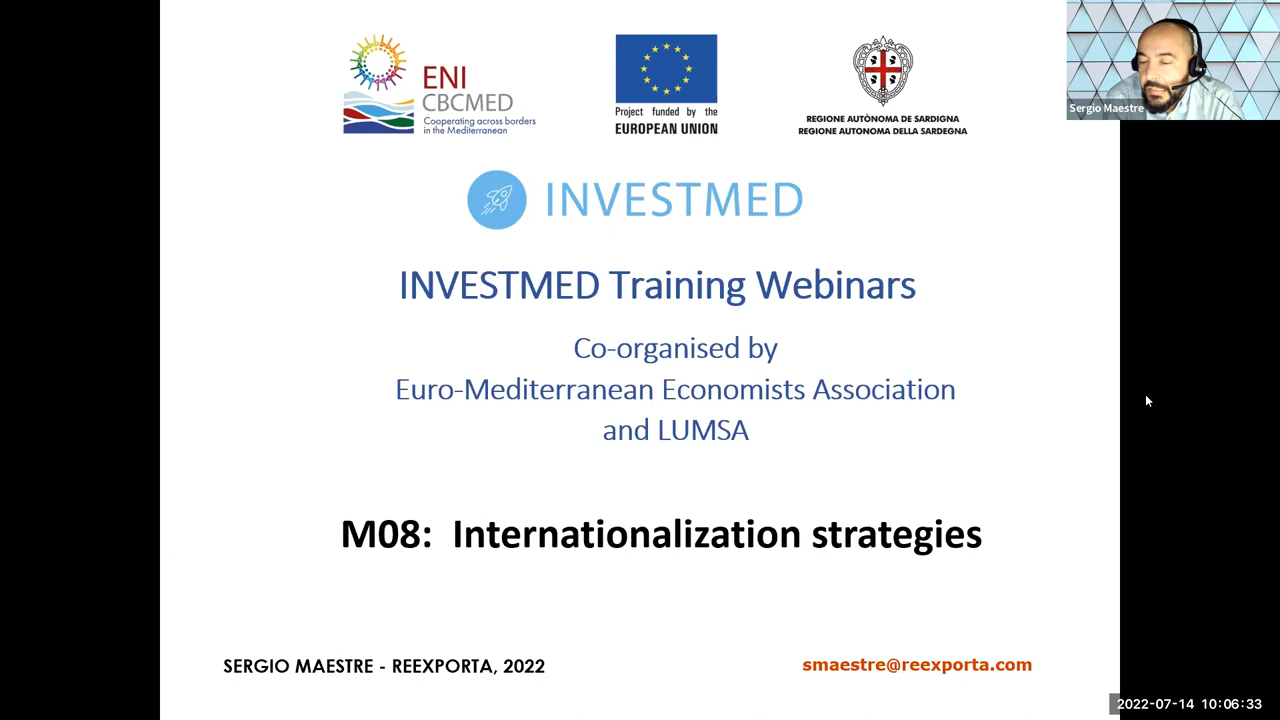 ENI
CBCMED
Cooperating across borders
in the Mediterranean
Project funded by the
EUROPEAN UNION
REGIONE AUTÒNOMA DE SARDIGNA
REGIONE AUTONOMA DELLA SARDEGNA
Sergio Maestre
INVESTMED
INVESTMED Training Webinars
Co-organised by
Euro-Mediterranean Economists Association
and LUMSA
M08: Internationalization strategies
SERGIO MAESTRE - REEXPORTA, 2022
smaestre@reexporta.com
2022-07-14 10:06:33